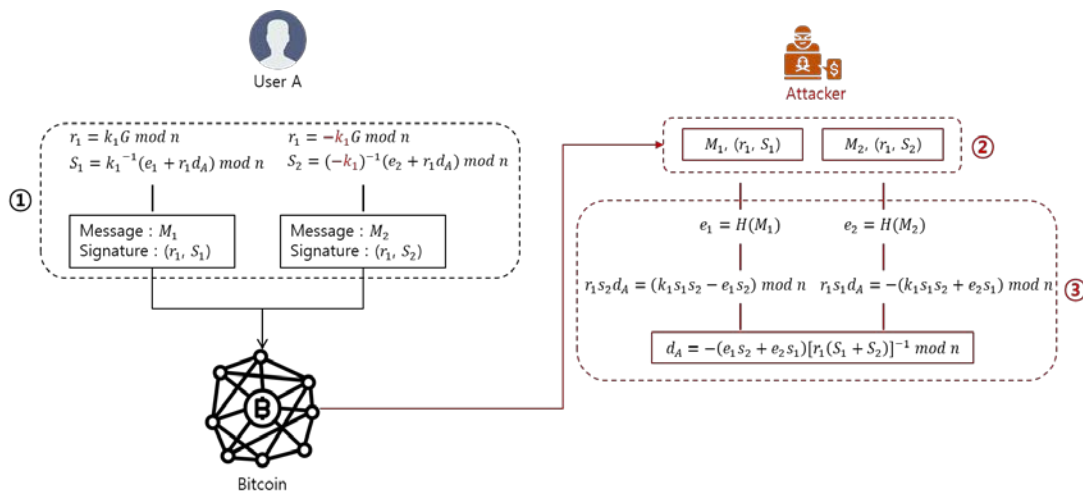 User A
r₁ = k₁G mod n
S₁ = k₁⁻¹(e₁ + r₁d_A) mod n
r₁ = −k₁G mod n
S₂ = (−k₁)⁻¹(e₂ + r₁d_A) mod n
①
Message : M₁
Signature : (r₁, S₁)
Message : M₂
Signature : (r₁, S₂)
₿
Bitcoin
$
Attacker
M₁, (r₁, S₁)
M₂, (r₁, S₂)
②
e₁ = H(M₁)
e₂ = H(M₂)
r₁s₂d_A = (k₁s₁s₂ − e₁s₂) mod n
r₁s₁d_A = −(k₁s₁s₂ + e₂s₁) mod n
③
d_A = −(e₁s₂ + e₂s₁)[r₁(S₁ + S₂)]⁻¹ mod n